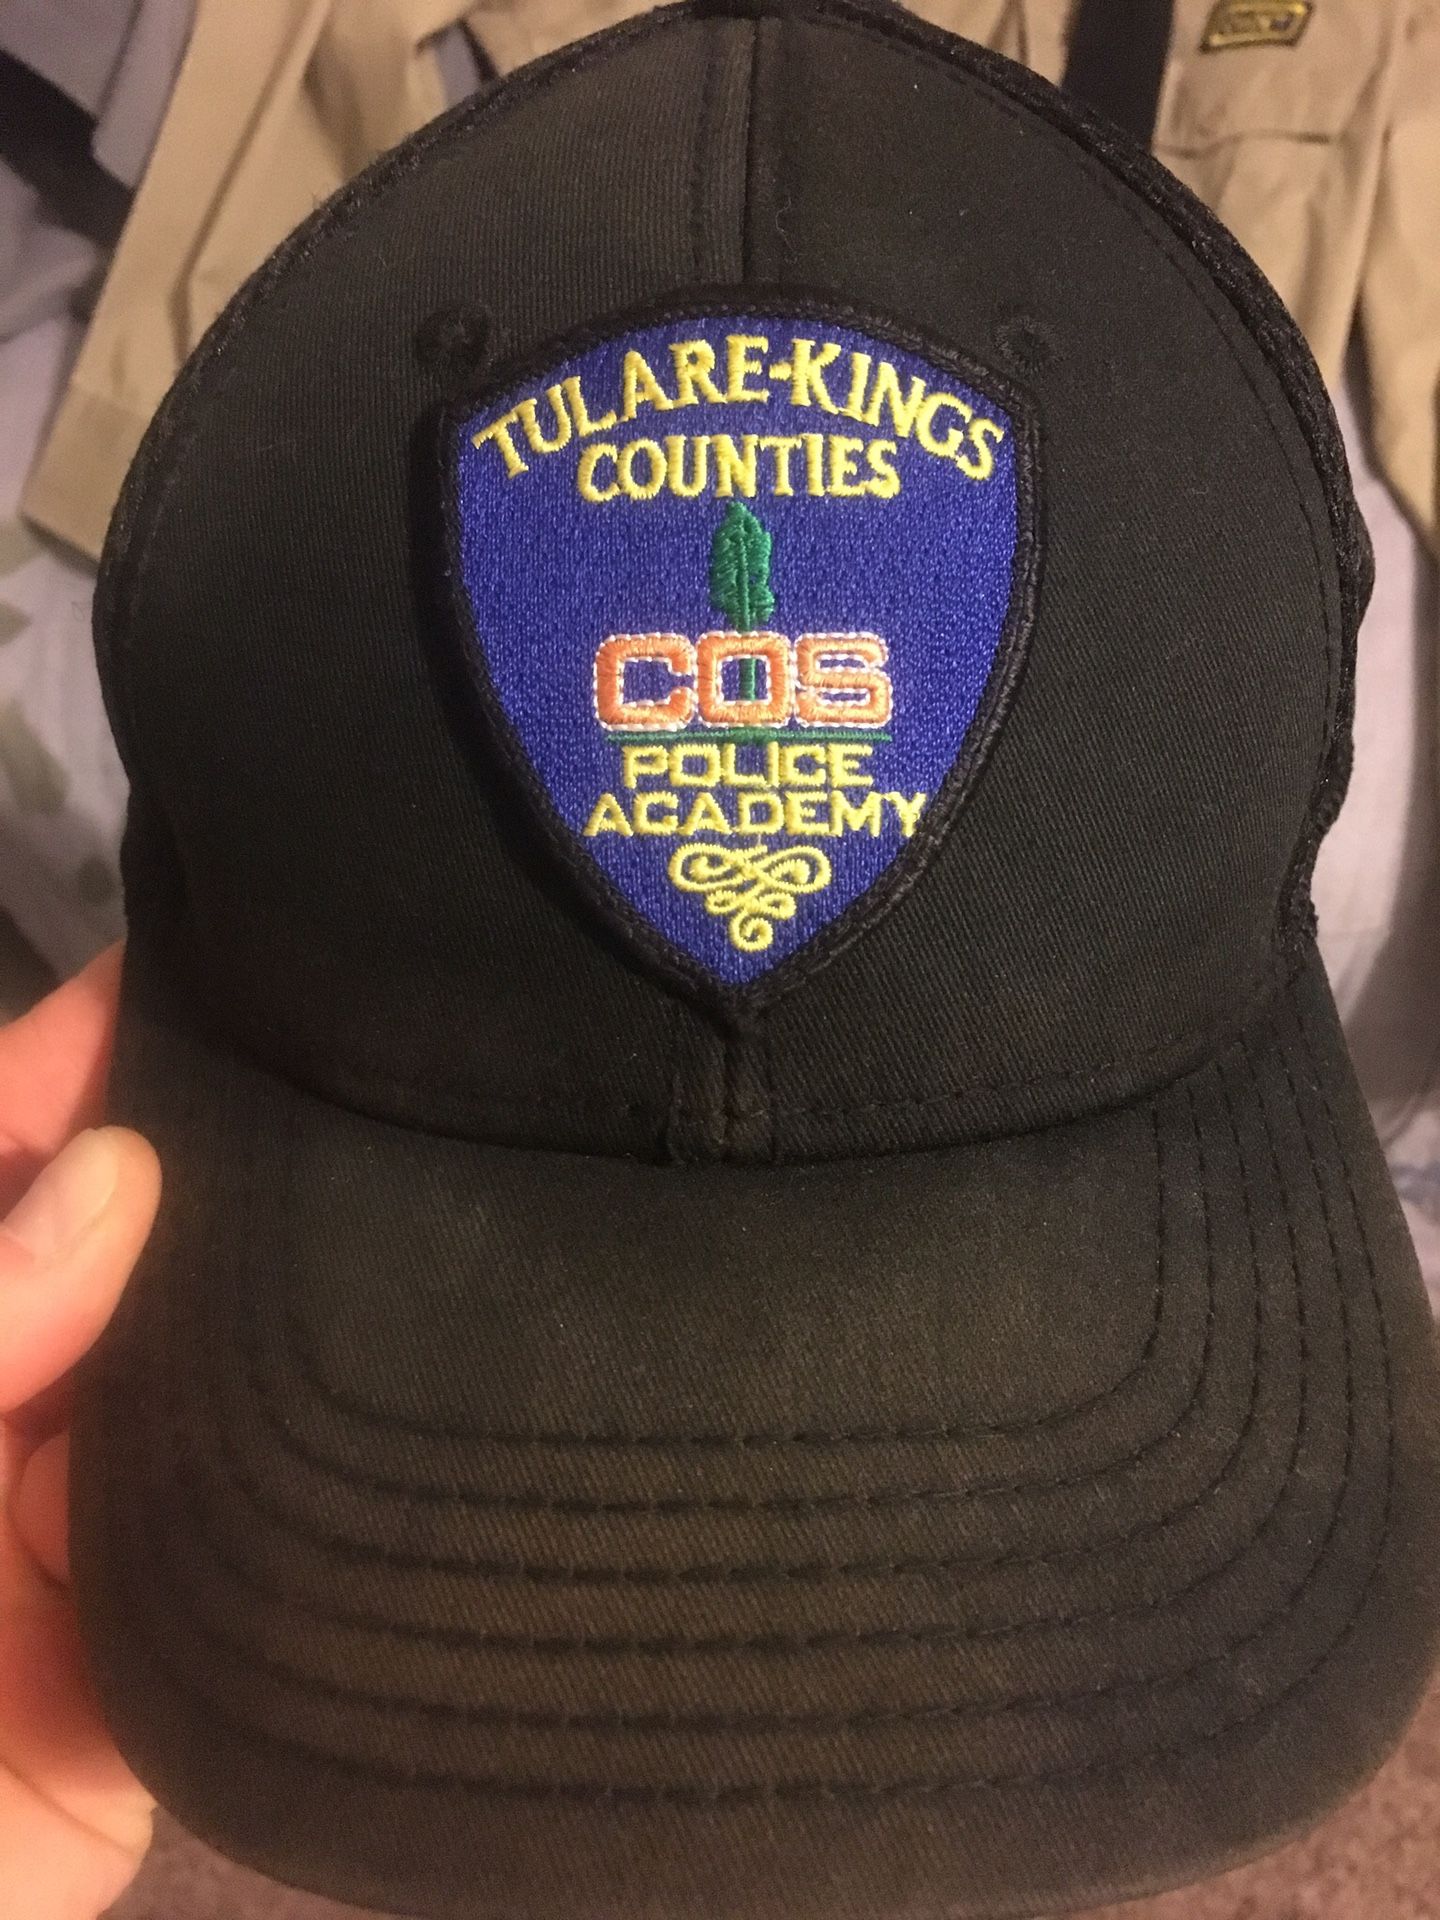 TULARE-KINGS
COUNTIES
COS
POLICE
ACADEMY